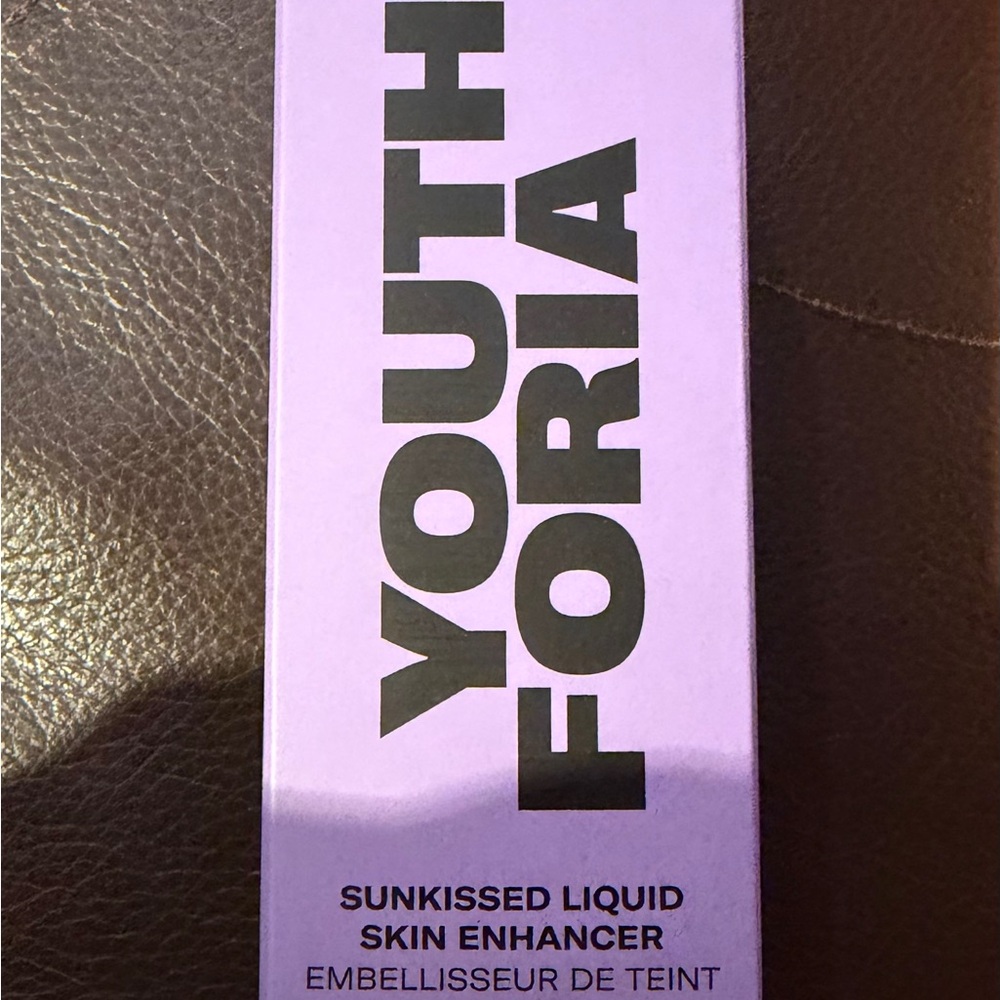 YOUTH
FORIA
SUNKISSED LIQUID
SKIN ENHANCER
EMBELLISSEUR DE TEINT